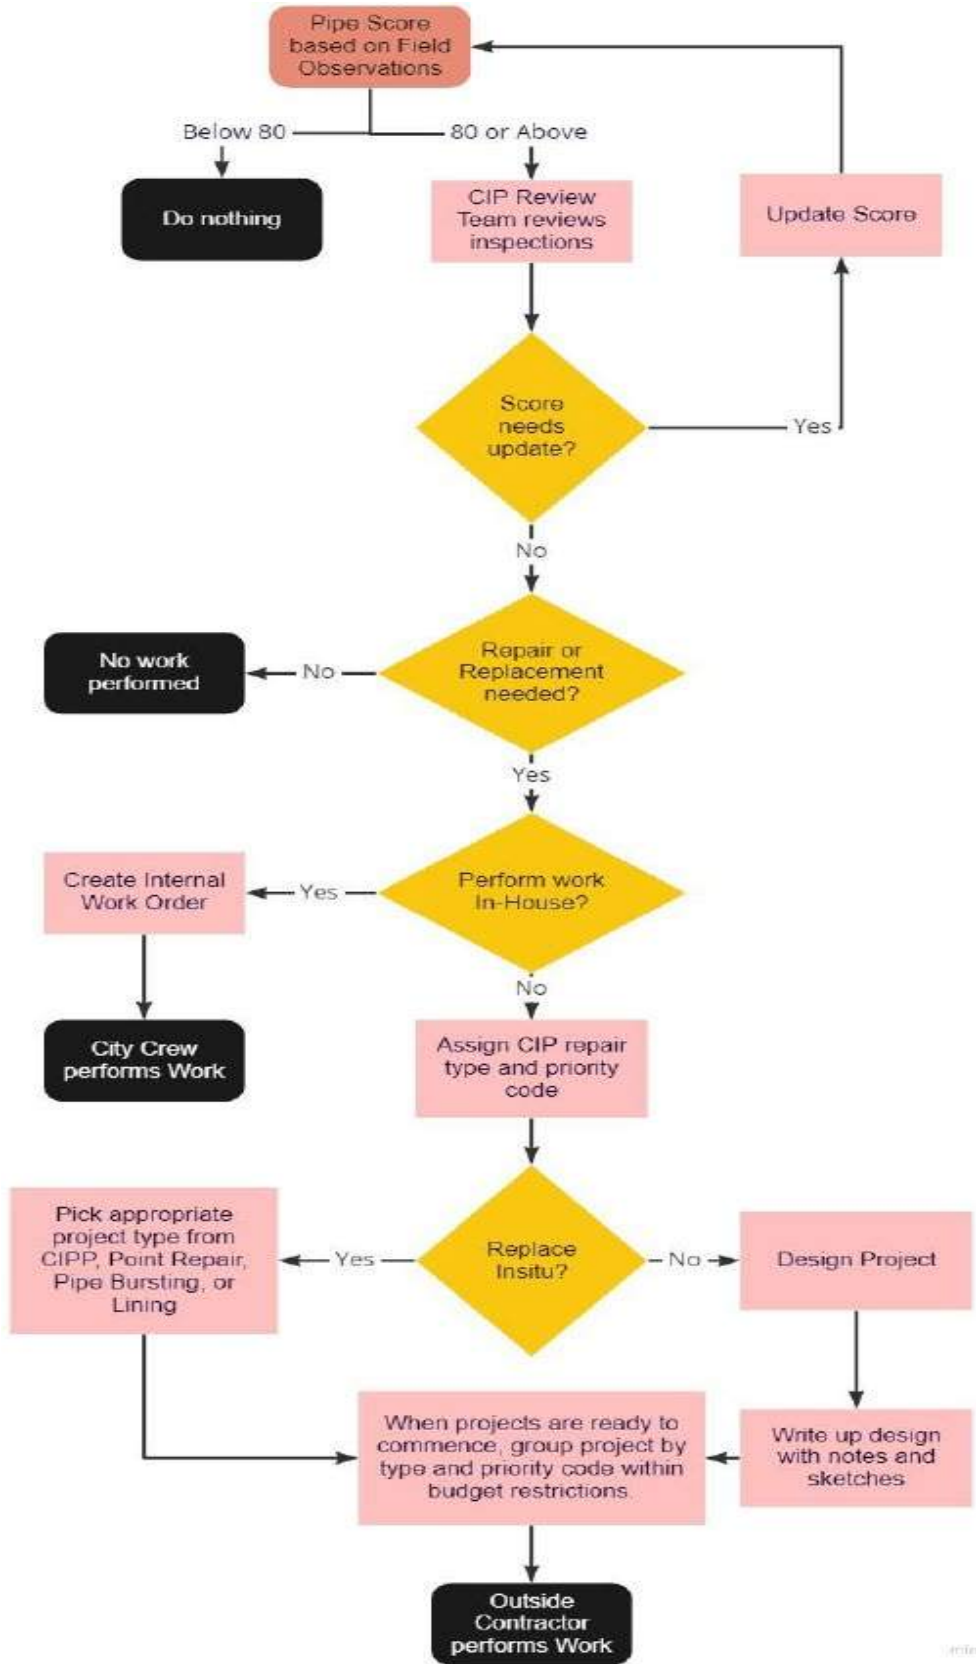 Pipe Score
based on Field
Observations
Below 80
80 or Above
Do nothing
CIP Review
Team reviews
inspections
Update Score
Score
needs
update?
Yes
No
Repair or
Replacement
needed?
No
No work
performed
Yes
Perform work
In-House?
Yes
Create Internal
Work Order
No
City Crew
performs Work
Assign CIP repair
type and priority
code
Replace
Insitu?
Yes
No
Pick appropriate
project type from
CIPP, Point Repair,
Pipe Bursting, or
Lining
Design Project
When projects are ready to
commence, group project by
type and priority code within
budget restrictions.
Write up design
with notes and
sketches
Outside
Contractor
performs Work